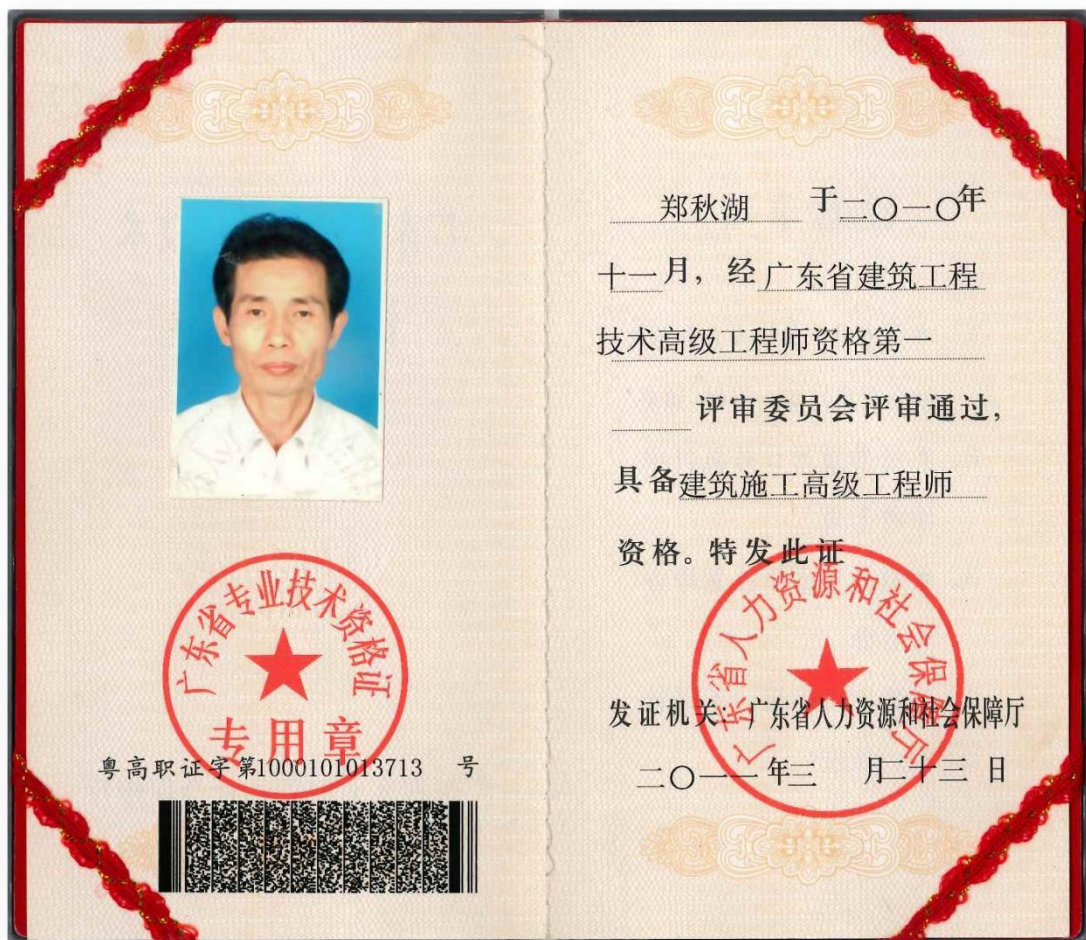 广东省专业技术资格证
专用章
粤高职证字第1000101013713 号
郑秋湖 于二〇一〇年
十一月，经广东省建筑工程
技术高级工程师资格第一
评审委员会评审通过，
具备建筑施工高级工程师
资格。特发此证
广东省人力资源和社会保障厅
发证机关：广东省人力资源和社会保障厅
二〇一一年三 月二十三日